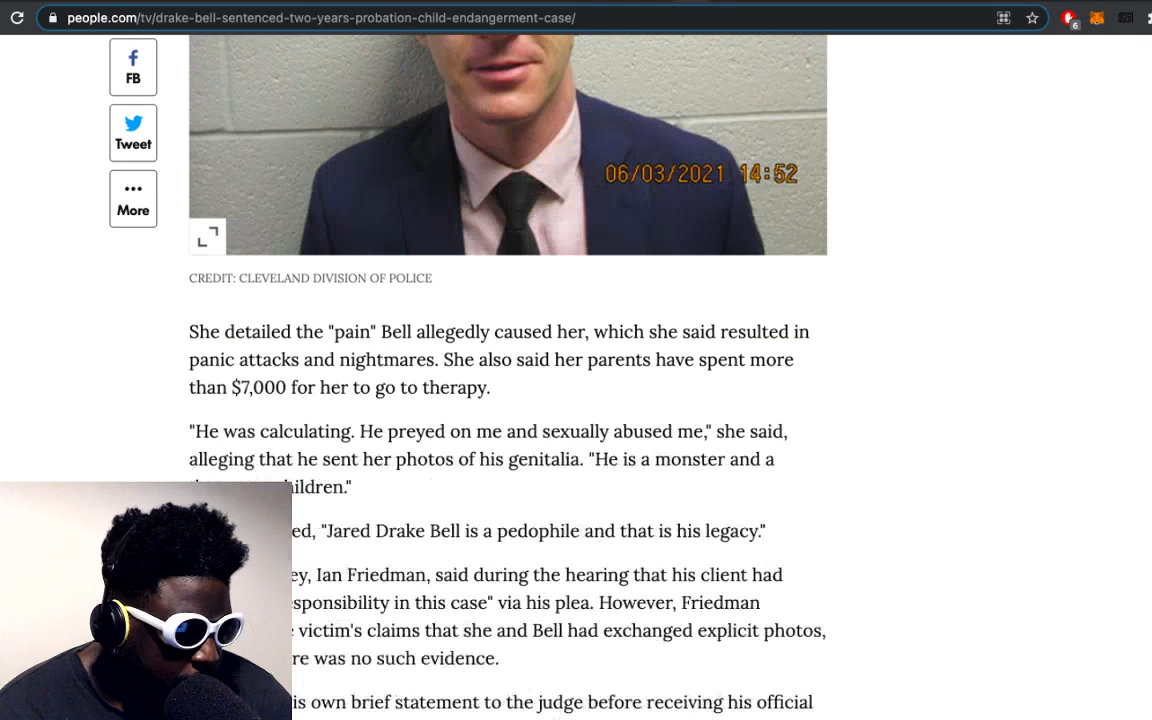 people.com/tv/drake-bell-sentenced-two-years-probation-child-endangerment-case/
6
FB
Tweet
More
06/03/2021 14:52
CREDIT: CLEVELAND DIVISION OF POLICE
She detailed the "pain" Bell allegedly caused her, which she said resulted in
panic attacks and nightmares. She also said her parents have spent more
than $7,000 for her to go to therapy.
"He was calculating. He preyed on me and sexually abused me," she said,
alleging that he sent her photos of his genitalia. "He is a monster and a
ildren."
ed, "Jared Drake Bell is a pedophile and that is his legacy."
ey, Ian Friedman, said during the hearing that his client had
sponsibility in this case" via his plea. However, Friedman
victim's claims that she and Bell had exchanged explicit photos,
re was no such evidence.
is own brief statement to the judge before receiving his official